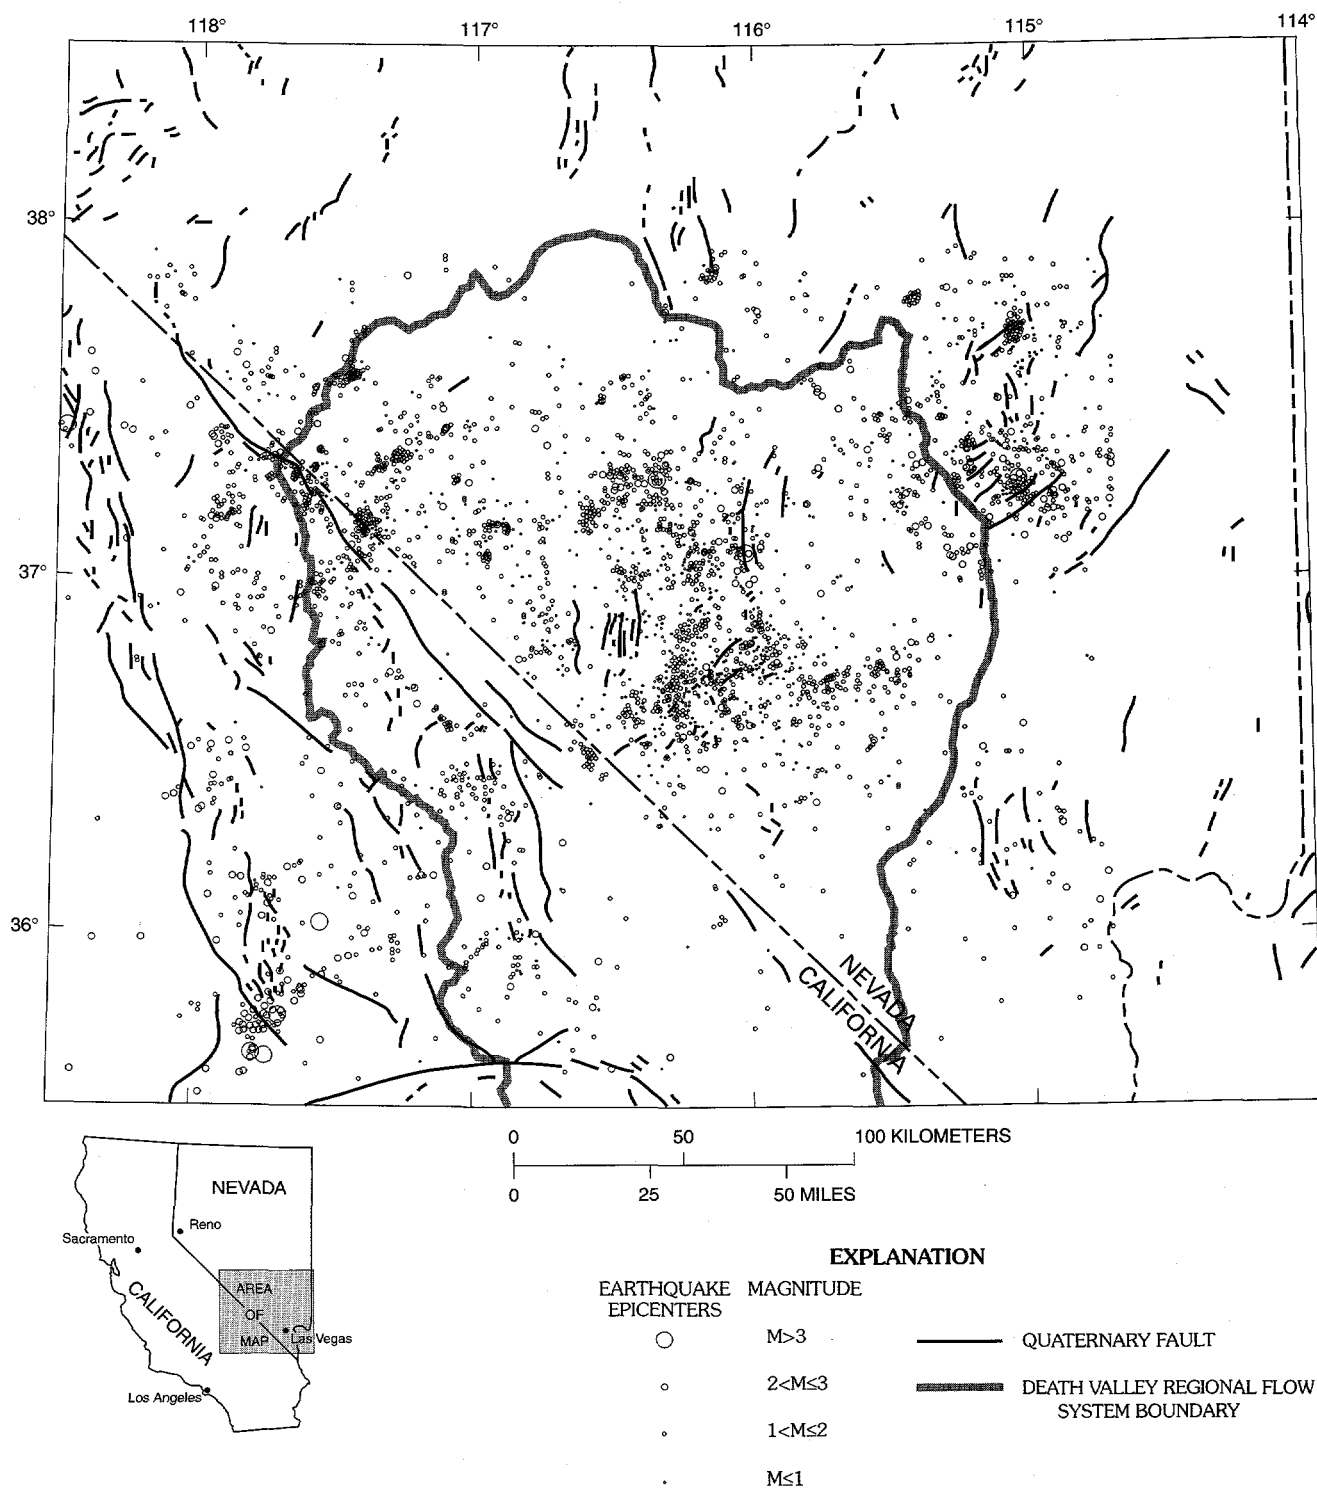 118°
117°
116°
115°
114°
38°
37°
36°
NEVADA
CALIFORNIA
0 50 100 KILOMETERS
0 25 50 MILES
NEVADA
Reno
Sacramento
CALIFORNIA
AREA
OF
MAP
Las Vegas
Los Angeles
EXPLANATION
EARTHQUAKE EPICENTERS
MAGNITUDE
M>3
2<M≤3
1<M≤2
M≤1
QUATERNARY FAULT
DEATH VALLEY REGIONAL FLOW
SYSTEM BOUNDARY